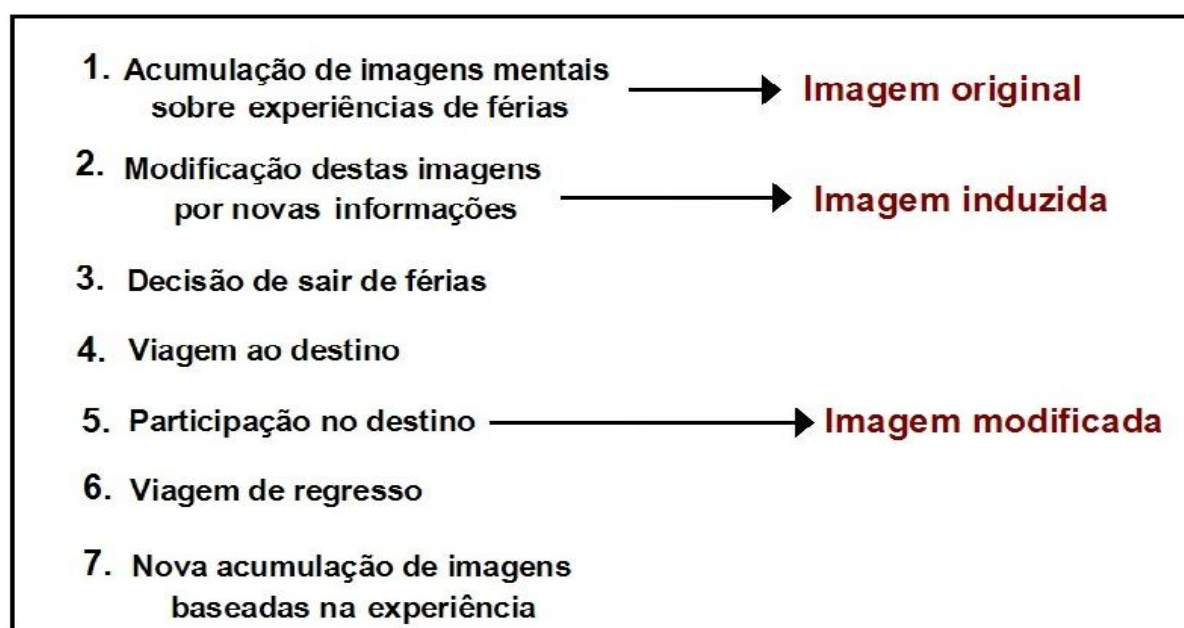 1. Acumulação de imagens mentais
sobre experiências de férias
Imagem original
2. Modificação destas imagens
por novas informações
Imagem induzida
3. Decisão de sair de férias
4. Viagem ao destino
5. Participação no destino
Imagem modificada
6. Viagem de regresso
7. Nova acumulação de imagens
baseadas na experiência